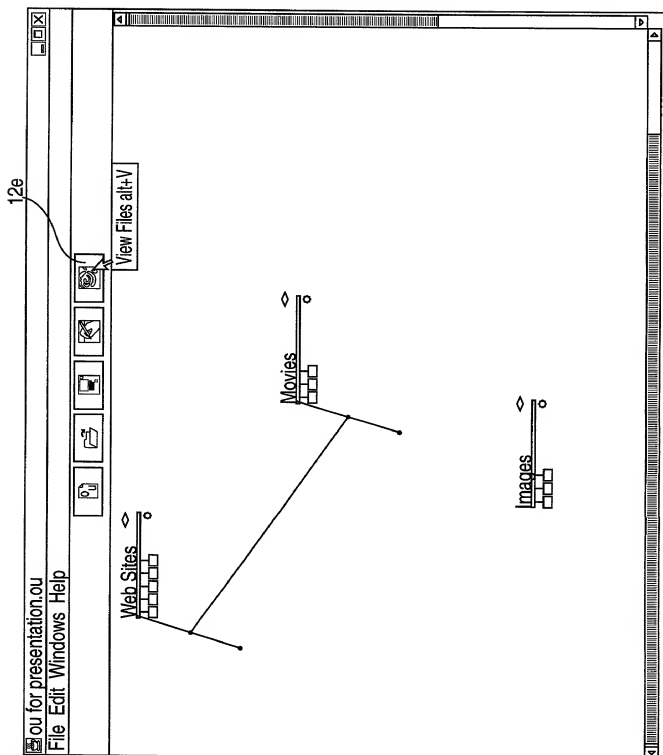 ou for presentation.ou
File Edit Windows Help
12e
View Files alt+V
Web Sites
Movies
Images